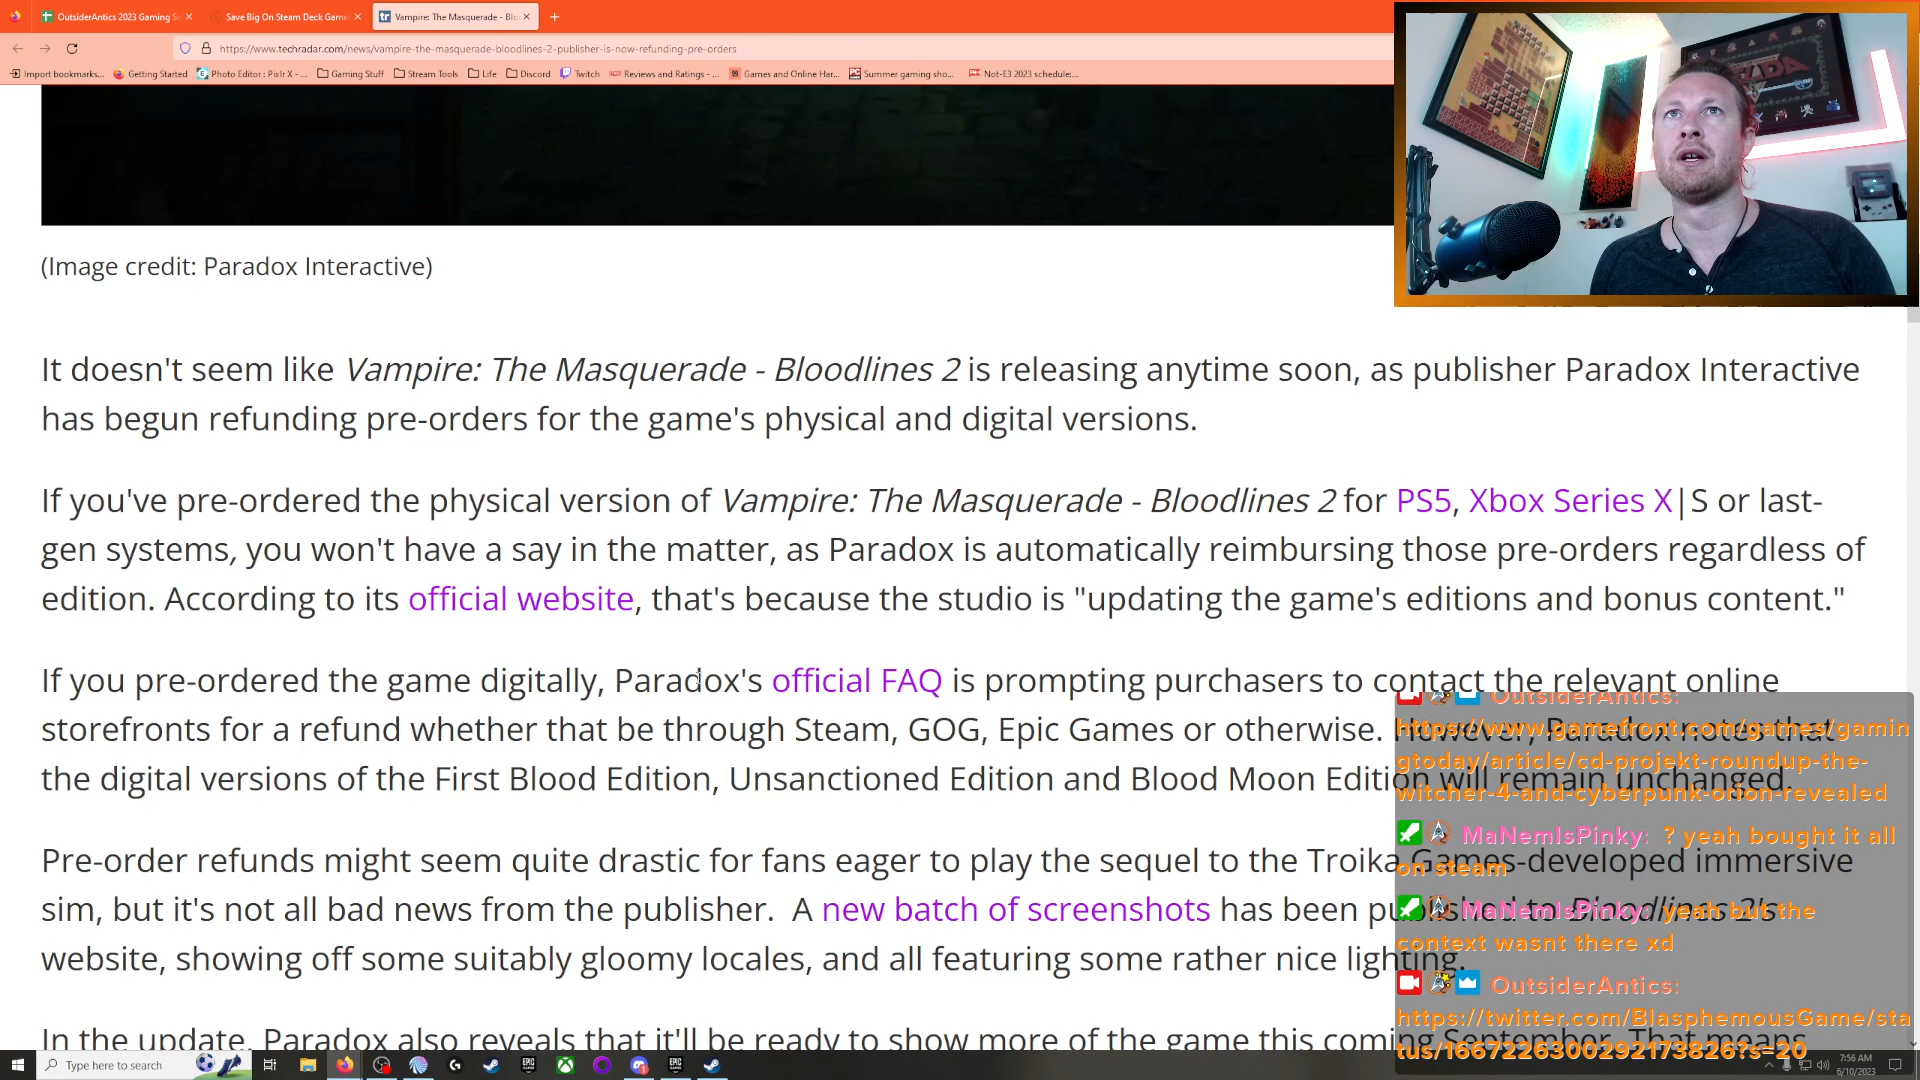 OutsiderAntics 2023 Gaming Sc
Save Big On Steam Deck Game
Vampire: The Masquerade - Blo
https://www.techradar.com/news/vampire-the-masquerade-bloodlines-2-publisher-is-now-refunding-pre-orders
Import bookmarks... Getting Started Photo Editor : Pixlr X - ... Gaming Stuff Stream Tools Life Discord Twitch Reviews and Ratings - ... Games and Online Har... Summer gaming sho... Not-E3 2023 schedule:...
(Image credit: Paradox Interactive)
It doesn't seem like Vampire: The Masquerade - Bloodlines 2 is releasing anytime soon, as publisher Paradox Interactive
has begun refunding pre-orders for the game's physical and digital versions.
If you've pre-ordered the physical version of Vampire: The Masquerade - Bloodlines 2 for PS5, Xbox Series X|S or last-
gen systems, you won't have a say in the matter, as Paradox is automatically reimbursing those pre-orders regardless of
edition. According to its official website, that's because the studio is "updating the game's editions and bonus content."
If you pre-ordered the game digitally, Paradox's official FAQ is prompting purchasers to contact the relevant online
storefronts for a refund whether that be through Steam, GOG, Epic Games or otherwise. However, Paradox notes that
the digital versions of the First Blood Edition, Unsanctioned Edition and Blood Moon Edition will remain unchanged.
Pre-order refunds might seem quite drastic for fans eager to play the sequel to the Troika Games-developed immersive
sim, but it's not all bad news from the publisher. A new batch of screenshots has been published to Bloodlines 2's
website, showing off some suitably gloomy locales, and all featuring some rather nice lighting.
In the update, Paradox also reveals that it'll be ready to show more of the game this coming September. That means
OutsiderAntics:
https://www.gamefront.com/games/gamin
gtoday/article/cd-projekt-roundup-the-
witcher-4-and-cyberpunk-orion-revealed
MaNemIsPinky: ? yeah bought it all
on steam
MaNemIsPinky: yeah but the
context wasnt there xd
OutsiderAntics:
https://twitter.com/BlasphemousGame/sta
tus/1667226300292173826?s=20
Type here to search
7:56 AM
6/10/2023